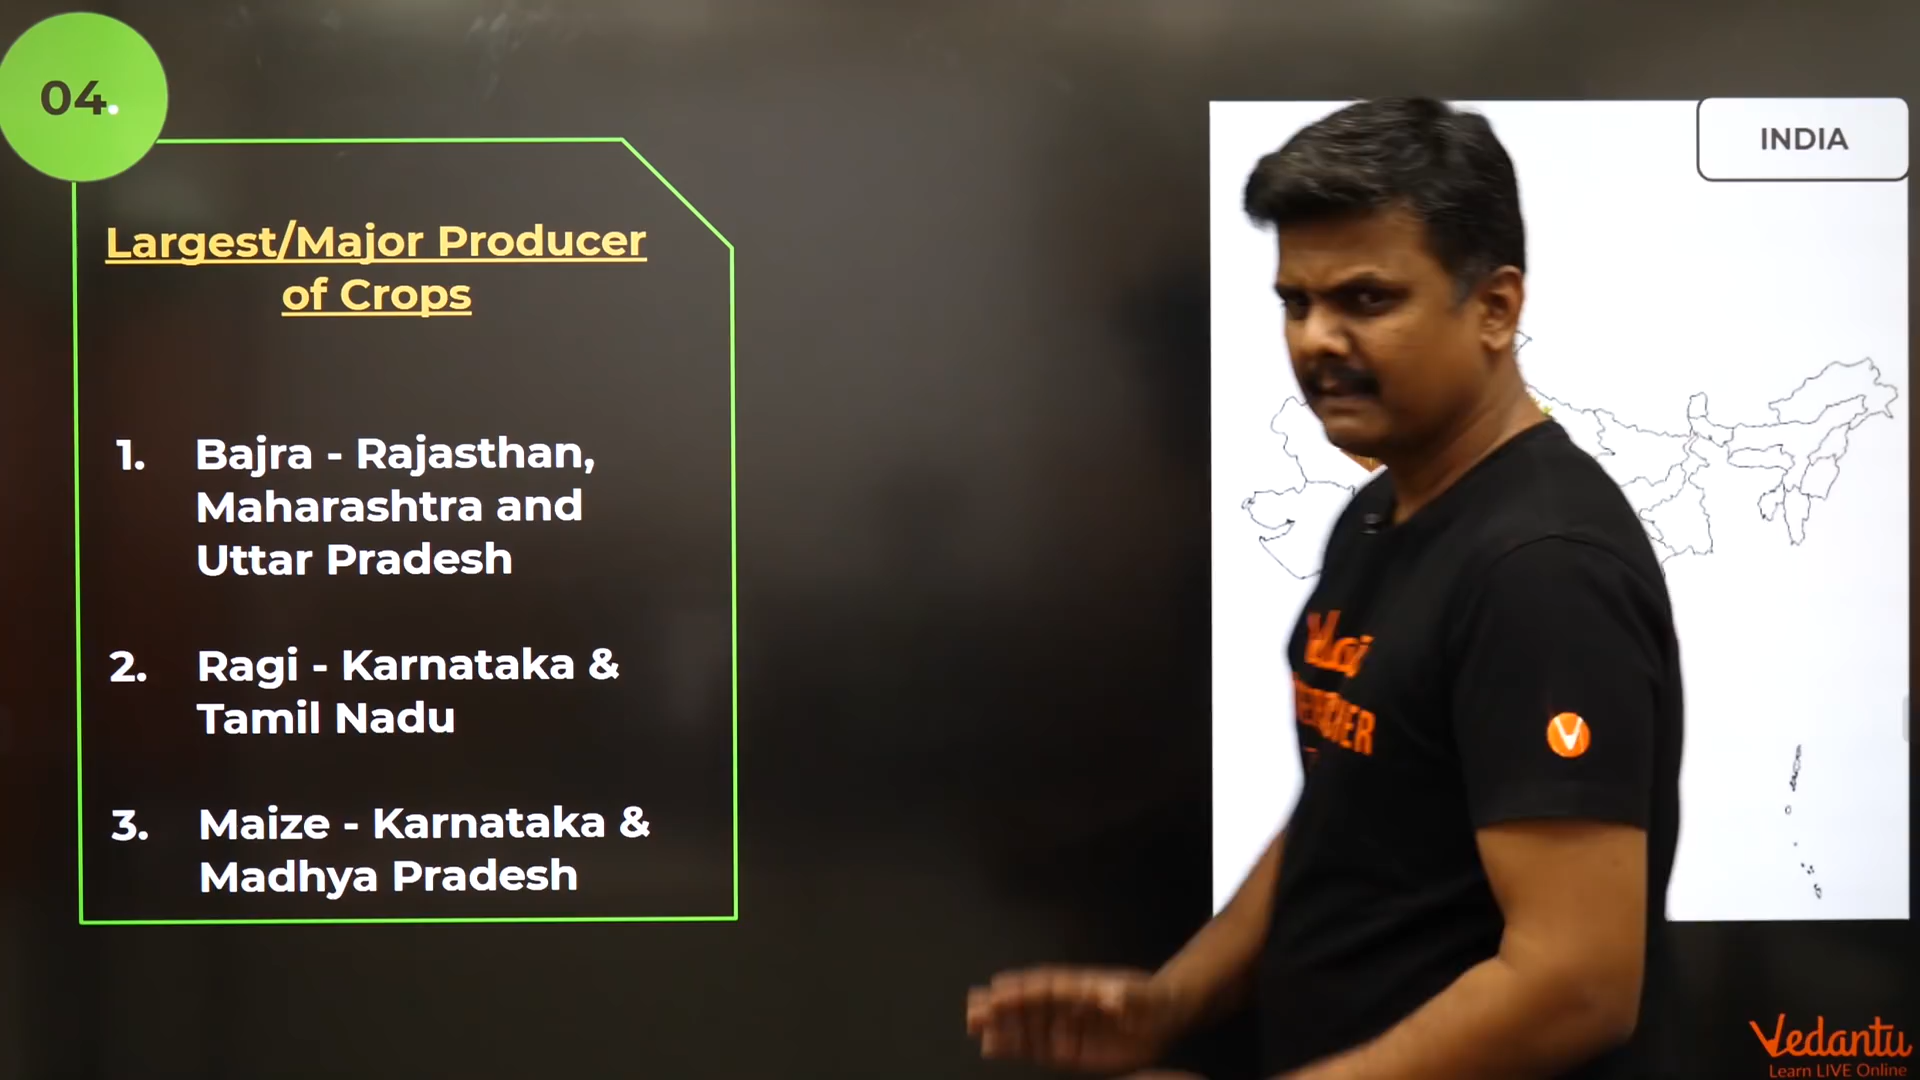 04.
INDIA
Largest/Major Producer
of Crops
1. Bajra - Rajasthan,
Maharashtra and
Uttar Pradesh
2. Ragi - Karnataka &
Tamil Nadu
3. Maize - Karnataka &
Madhya Pradesh
V
Vedantu
Learn LIVE Online